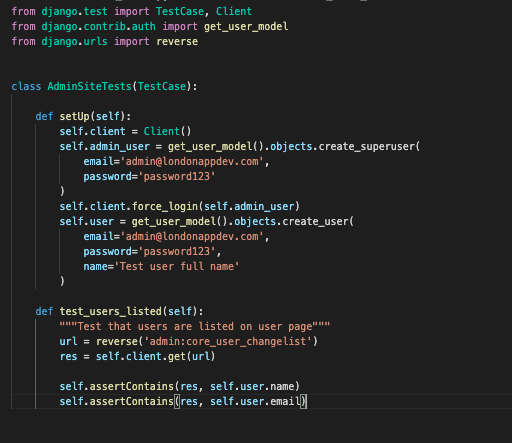 from django.test import TestCase, Client
from django.contrib.auth import get_user_model
from django.urls import reverse
class AdminSiteTests(TestCase):
    def setUp(self):
        self.client = Client()
        self.admin_user = get_user_model().objects.create_superuser(
            email='admin@londonappdev.com',
            password='password123'
        )
        self.client.force_login(self.admin_user)
        self.user = get_user_model().objects.create_user(
            email='admin@londonappdev.com',
            password='password123',
            name='Test user full name'
        )
    def test_users_listed(self):
        """Test that users are listed on user page"""
        url = reverse('admin:core_user_changelist')
        res = self.client.get(url)
        self.assertContains(res, self.user.name)
        self.assertContains(res, self.user.email)